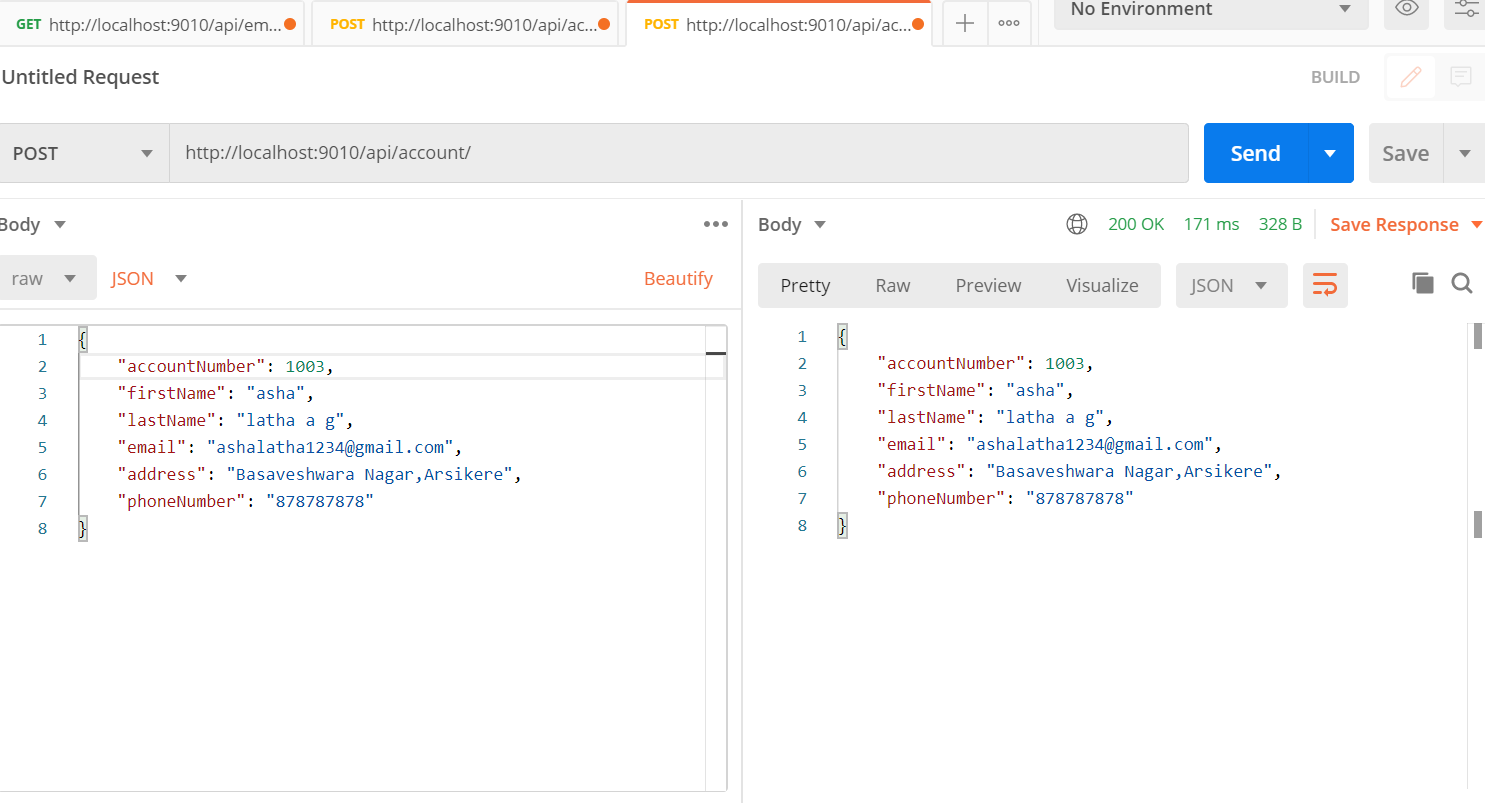 GET http://localhost:9010/api/em... POST http://localhost:9010/api/ac... POST http://localhost:9010/api/ac... No Environment
Untitled Request BUILD
POST http://localhost:9010/api/account/ Send Save
Body
raw JSON Beautify
1 {
2 "accountNumber": 1003,
3 "firstName": "asha",
4 "lastName": "latha a g",
5 "email": "ashalatha1234@gmail.com",
6 "address": "Basaveshwara Nagar,Arsikere",
7 "phoneNumber": "878787878"
8 }
Body 200 OK 171 ms 328 B Save Response
Pretty Raw Preview Visualize JSON
1 {
2 "accountNumber": 1003,
3 "firstName": "asha",
4 "lastName": "latha a g",
5 "email": "ashalatha1234@gmail.com",
6 "address": "Basaveshwara Nagar,Arsikere",
7 "phoneNumber": "878787878"
8 }